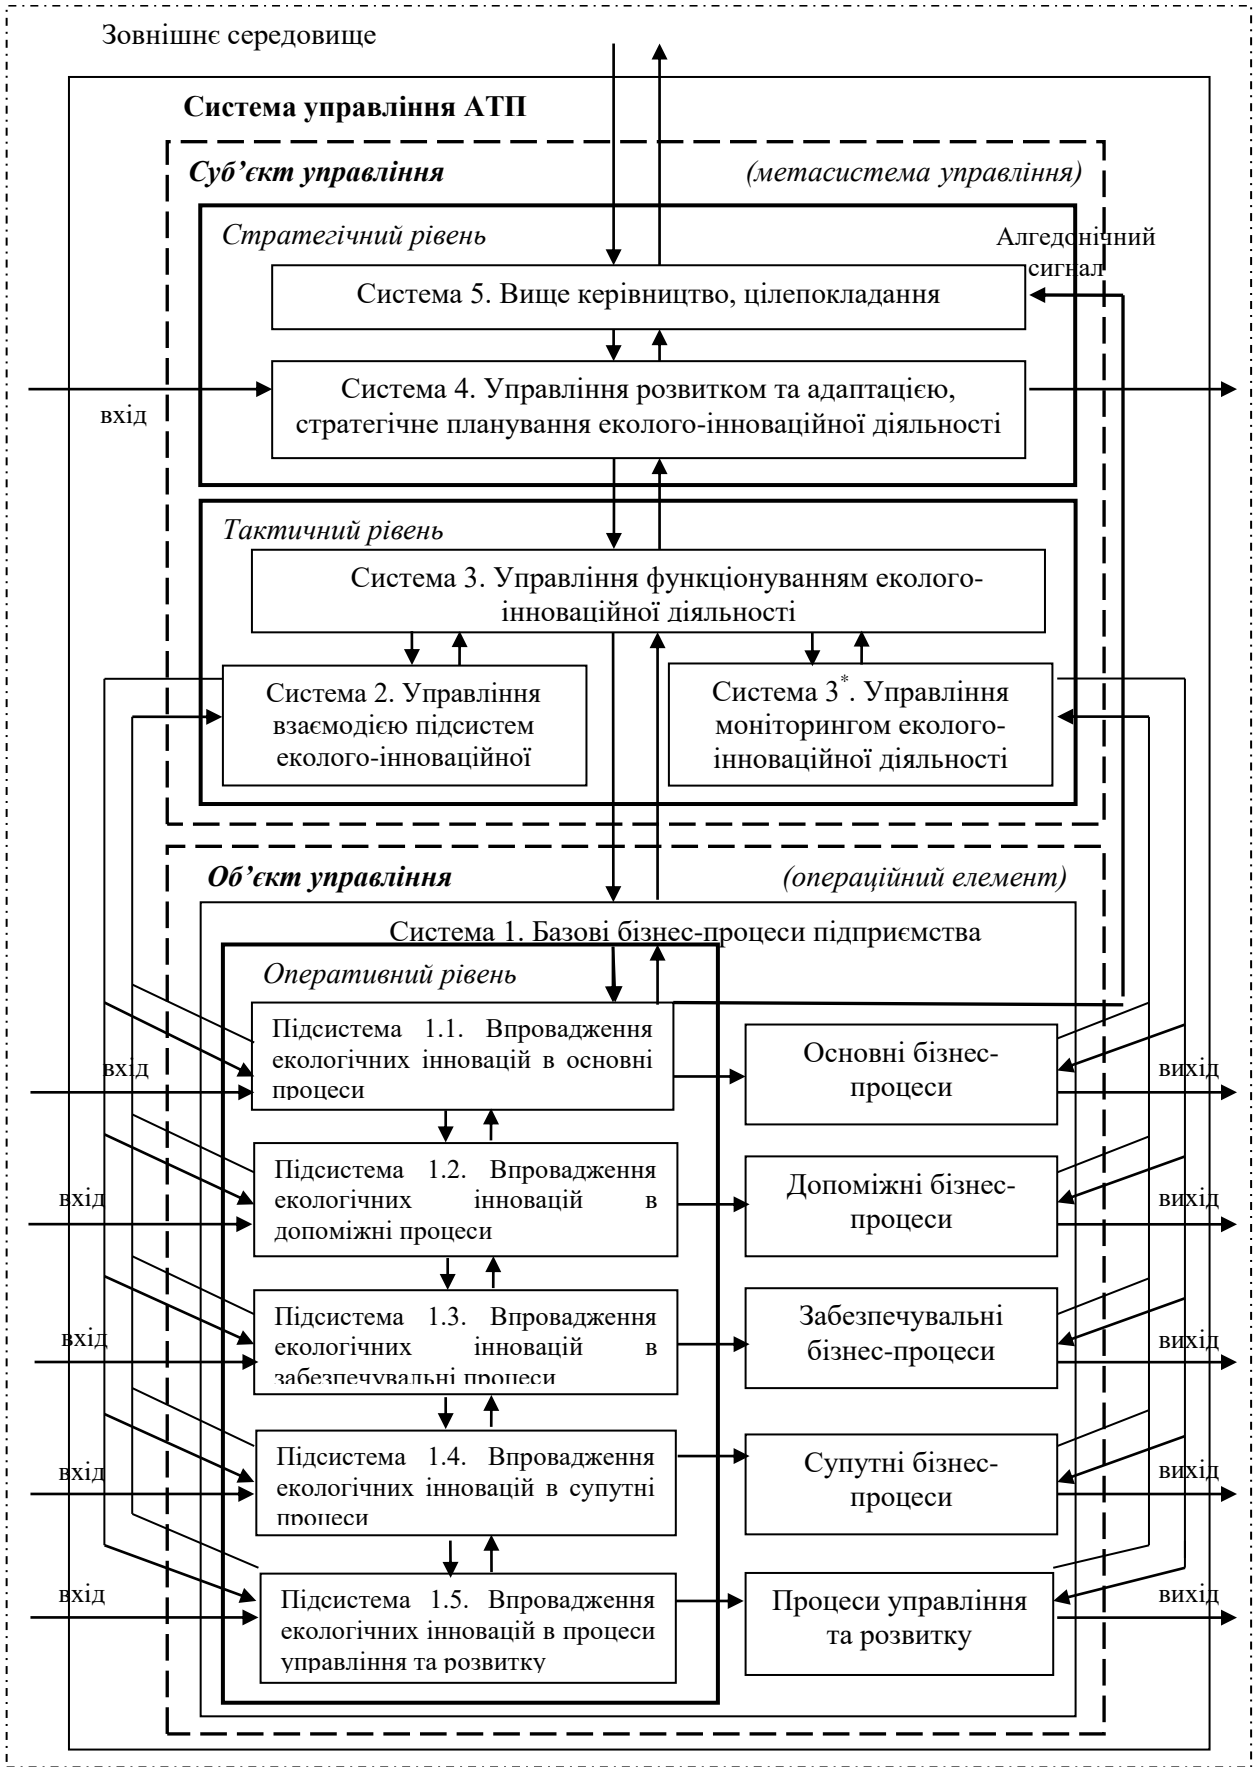 Зовнішнє середовище
Система управління АТП
Суб’єкт управління
(метасистема управління)
Стратегічний рівень
Алгедонічний
сигнал
Система 5. Вище керівництво, цілепокладання
Система 4. Управління розвитком та адаптацією,
стратегічне планування еколого-інноваційної діяльності
вхід
Тактичний рівень
Система 3. Управління функціонуванням еколого-
інноваційної діяльності
Система 2. Управління
взаємодією підсистем
еколого-інноваційної
Система 3*. Управління
моніторингом еколого-
інноваційної діяльності
Об’єкт управління
(операційний елемент)
Система 1. Базові бізнес-процеси підприємства
Оперативний рівень
Підсистема 1.1. Впровадження
екологічних інновацій в основні
процеси
Основні бізнес-
процеси
вхід
вихід
Підсистема 1.2. Впровадження
екологічних інновацій в
допоміжні процеси
Допоміжні бізнес-
процеси
вхід
вихід
Підсистема 1.3. Впровадження
екологічних інновацій в
забезпечувальні процеси
Забезпечувальні
бізнес-процеси
вхід
вихід
Підсистема 1.4. Впровадження
екологічних інновацій в супутні
процеси
Супутні бізнес-
процеси
вхід
вихід
Підсистема 1.5. Впровадження
екологічних інновацій в процеси
управління та розвитку
Процеси управління
та розвитку
вхід
вихід